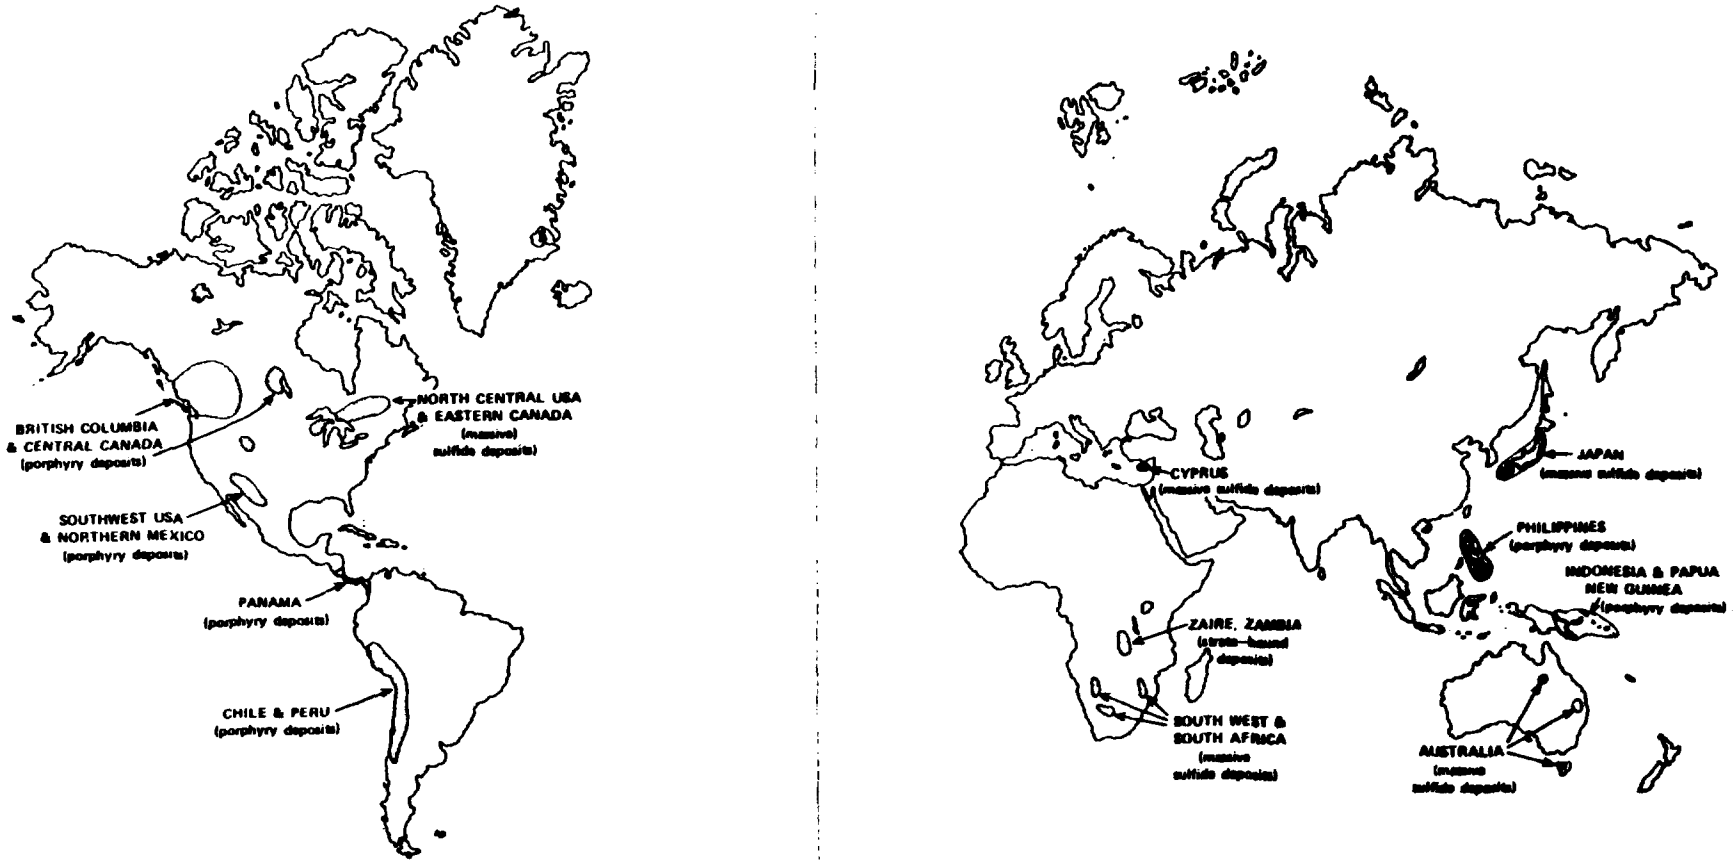 NORTH CENTRAL USA
& EASTERN CANADA
(massive)
sulfide deposits)
BRITISH COLUMBIA
& CENTRAL CANADA
(porphyry deposits)
SOUTHWEST USA
& NORTHERN MEXICO
(porphyry deposits)
PANAMA
(porphyry deposits)
CHILE & PERU
(porphyry deposits)
CYPRUS
(massive sulfide deposits)
JAPAN
(massive sulfide deposits)
PHILIPPINES
(porphyry deposits)
INDONESIA & PAPUA
NEW GUINEA
(porphyry deposits)
ZAIRE, ZAMBIA
(strata-bound
deposits)
SOUTH WEST &
SOUTH AFRICA
(massive
sulfide deposits)
AUSTRALIA
(massive
sulfide deposits)